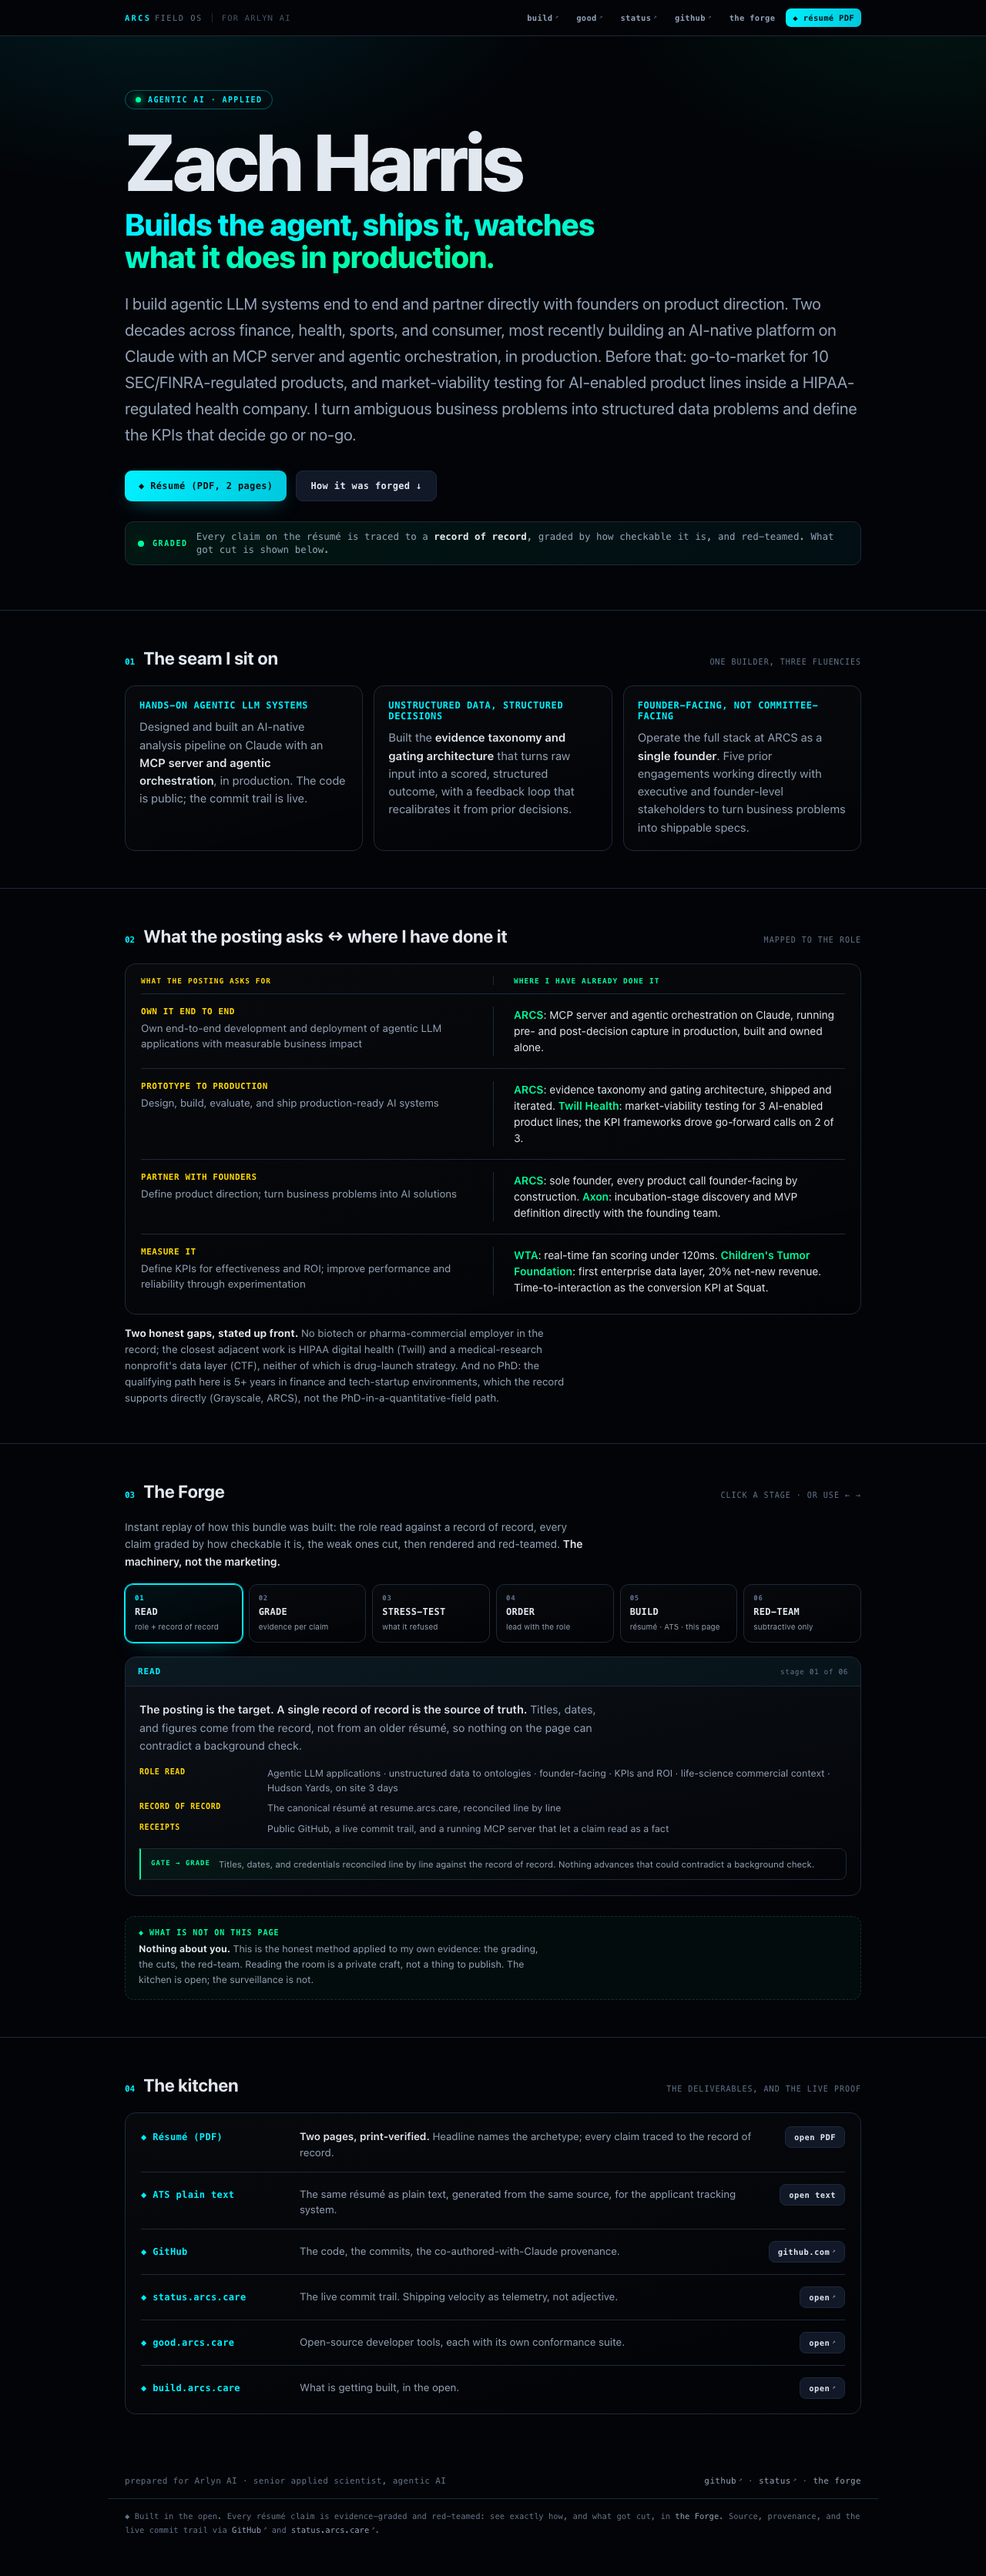 ARCS FIELD OS | FOR ARLYN AI
build ↗ good ↗ status ↗ github ↗ the forge ◆ résumé PDF
AGENTIC AI · APPLIED
Zach Harris
Builds the agent, ships it, watches
what it does in production.
I build agentic LLM systems end to end and partner directly with founders on product direction. Two
decades across finance, health, sports, and consumer, most recently building an AI-native platform on
Claude with an MCP server and agentic orchestration, in production. Before that: go-to-market for 10
SEC/FINRA-regulated products, and market-viability testing for AI-enabled product lines inside a HIPAA-
regulated health company. I turn ambiguous business problems into structured data problems and define
the KPIs that decide go or no-go.
◆ Résumé (PDF, 2 pages)
How it was forged ↓
GRADED
Every claim on the résumé is traced to a record of record, graded by how checkable it is, and red-teamed. What
got cut is shown below.
01 The seam I sit on
ONE BUILDER, THREE FLUENCIES
HANDS-ON AGENTIC LLM SYSTEMS
Designed and built an AI-native
analysis pipeline on Claude with an
MCP server and agentic
orchestration, in production. The code
is public; the commit trail is live.
UNSTRUCTURED DATA, STRUCTURED
DECISIONS
Built the evidence taxonomy and
gating architecture that turns raw
input into a scored, structured
outcome, with a feedback loop that
recalibrates it from prior decisions.
FOUNDER-FACING, NOT COMMITTEE-
FACING
Operate the full stack at ARCS as a
single founder. Five prior
engagements working directly with
executive and founder-level
stakeholders to turn business problems
into shippable specs.
02 What the posting asks ↔ where I have done it
MAPPED TO THE ROLE
WHAT THE POSTING ASKS FOR
WHERE I HAVE ALREADY DONE IT
OWN IT END TO END
Own end-to-end development and deployment of agentic LLM
applications with measurable business impact
ARCS: MCP server and agentic orchestration on Claude, running
pre- and post-decision capture in production, built and owned
alone.
PROTOTYPE TO PRODUCTION
Design, build, evaluate, and ship production-ready AI systems
ARCS: evidence taxonomy and gating architecture, shipped and
iterated. Twill Health: market-viability testing for 3 AI-enabled
product lines; the KPI frameworks drove go-forward calls on 2 of
3.
PARTNER WITH FOUNDERS
Define product direction; turn business problems into AI solutions
ARCS: sole founder, every product call founder-facing by
construction. Axon: incubation-stage discovery and MVP
definition directly with the founding team.
MEASURE IT
Define KPIs for effectiveness and ROI; improve performance and
reliability through experimentation
WTA: real-time fan scoring under 120ms. Children's Tumor
Foundation: first enterprise data layer, 20% net-new revenue.
Time-to-interaction as the conversion KPI at Squat.
Two honest gaps, stated up front. No biotech or pharma-commercial employer in the
record; the closest adjacent work is HIPAA digital health (Twill) and a medical-research
nonprofit's data layer (CTF), neither of which is drug-launch strategy. And no PhD: the
qualifying path here is 5+ years in finance and tech-startup environments, which the record
supports directly (Grayscale, ARCS), not the PhD-in-a-quantitative-field path.
03 The Forge
CLICK A STAGE · OR USE ← →
Instant replay of how this bundle was built: the role read against a record of record, every
claim graded by how checkable it is, the weak ones cut, then rendered and red-teamed. The
machinery, not the marketing.
01
READ
role + record of record
02
GRADE
evidence per claim
03
STRESS-TEST
what it refused
04
ORDER
lead with the role
05
BUILD
résumé · ATS · this page
06
RED-TEAM
subtractive only
READ
stage 01 of 06
The posting is the target. A single record of record is the source of truth. Titles, dates,
and figures come from the record, not from an older résumé, so nothing on the page can
contradict a background check.
ROLE READ
Agentic LLM applications · unstructured data to ontologies · founder-facing · KPIs and ROI · life-science commercial context ·
Hudson Yards, on site 3 days
RECORD OF RECORD
The canonical résumé at resume.arcs.care, reconciled line by line
RECEIPTS
Public GitHub, a live commit trail, and a running MCP server that let a claim read as a fact
GATE → GRADE
Titles, dates, and credentials reconciled line by line against the record of record. Nothing advances that could contradict a background check.
◆ WHAT IS NOT ON THIS PAGE
Nothing about you. This is the honest method applied to my own evidence: the grading,
the cuts, the red-team. Reading the room is a private craft, not a thing to publish. The
kitchen is open; the surveillance is not.
04 The kitchen
THE DELIVERABLES, AND THE LIVE PROOF
◆ Résumé (PDF)
Two pages, print-verified. Headline names the archetype; every claim traced to the record of
record.
open PDF
◆ ATS plain text
The same résumé as plain text, generated from the same source, for the applicant tracking
system.
open text
◆ GitHub
The code, the commits, the co-authored-with-Claude provenance.
github.com ↗
◆ status.arcs.care
The live commit trail. Shipping velocity as telemetry, not adjective.
open ↗
◆ good.arcs.care
Open-source developer tools, each with its own conformance suite.
open ↗
◆ build.arcs.care
What is getting built, in the open.
open ↗
prepared for Arlyn AI · senior applied scientist, agentic AI
github ↗ · status ↗ · the forge
◆ Built in the open. Every résumé claim is evidence-graded and red-teamed: see exactly how, and what got cut, in the Forge. Source, provenance, and the
live commit trail via GitHub ↗ and status.arcs.care ↗.